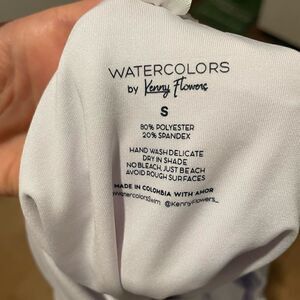 WATERCOLORS
by Kenny Flowers
S
80% POLYESTER
20% SPANDEX
HAND WASH DELICATE
DRY IN SHADE
NO BLEACH, JUST BEACH
AVOID ROUGH SURFACES
MADE IN COLOMBIA WITH AMOR
@KennyFlowers_